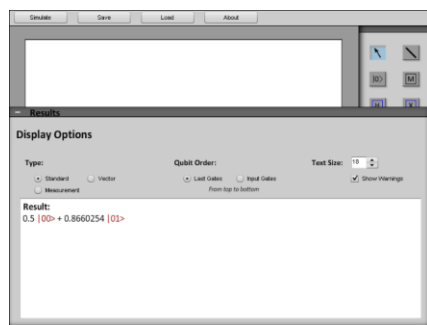 Simulate Save Load About
|0> M
H X
− Results
Display Options
Type: Qubit Order: Text Size: 10
Standard Vector Last Gates Input Gates Show Warnings
Measurement From top to bottom
Result:
0.5 |00> + 0.8660254 |01>